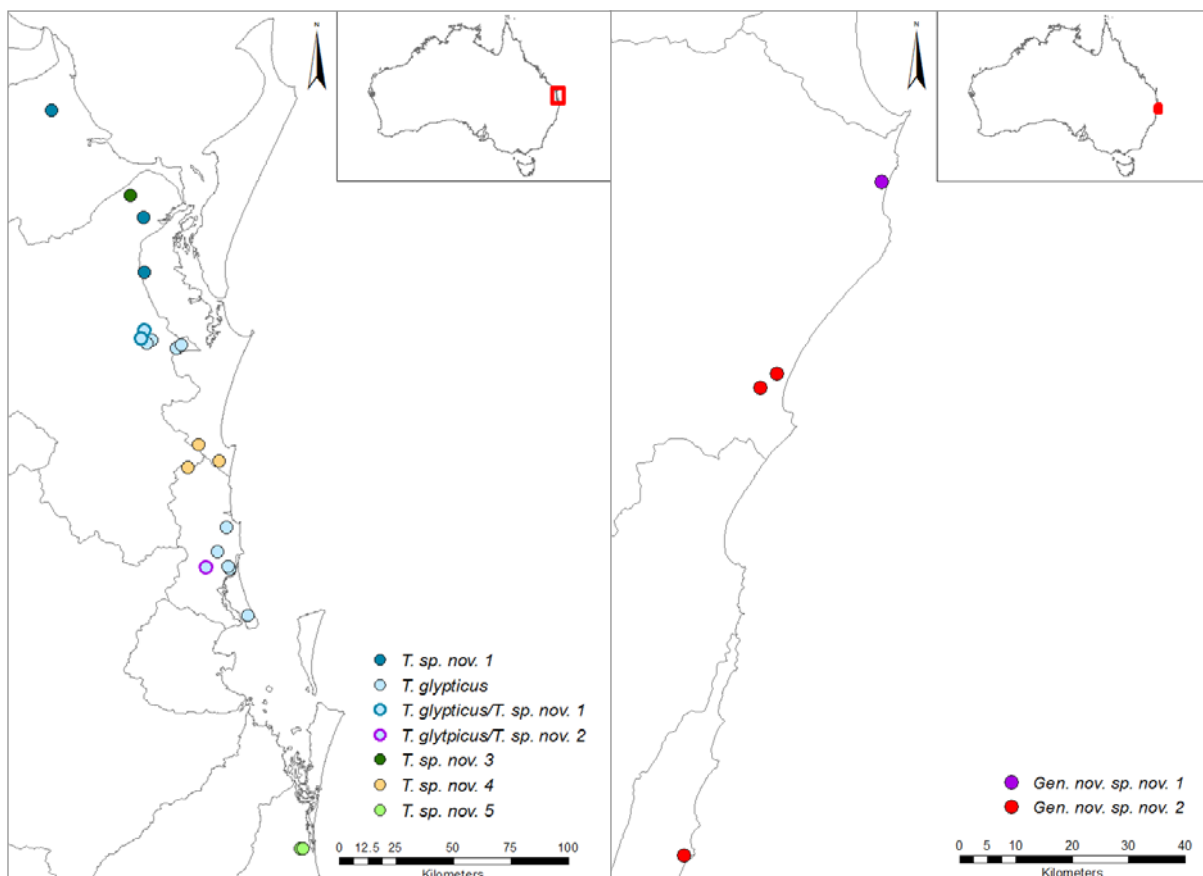 N
T. sp. nov. 1
T. glypticus
T. glypticus/T. sp. nov. 1
T. glytpicus/T. sp. nov. 2
T. sp. nov. 3
T. sp. nov. 4
T. sp. nov. 5
0 12.5 25 50 75 100
Kilometers
N
Gen. nov. sp. nov. 1
Gen. nov. sp. nov. 2
0 5 10 20 30 40
Kilometers